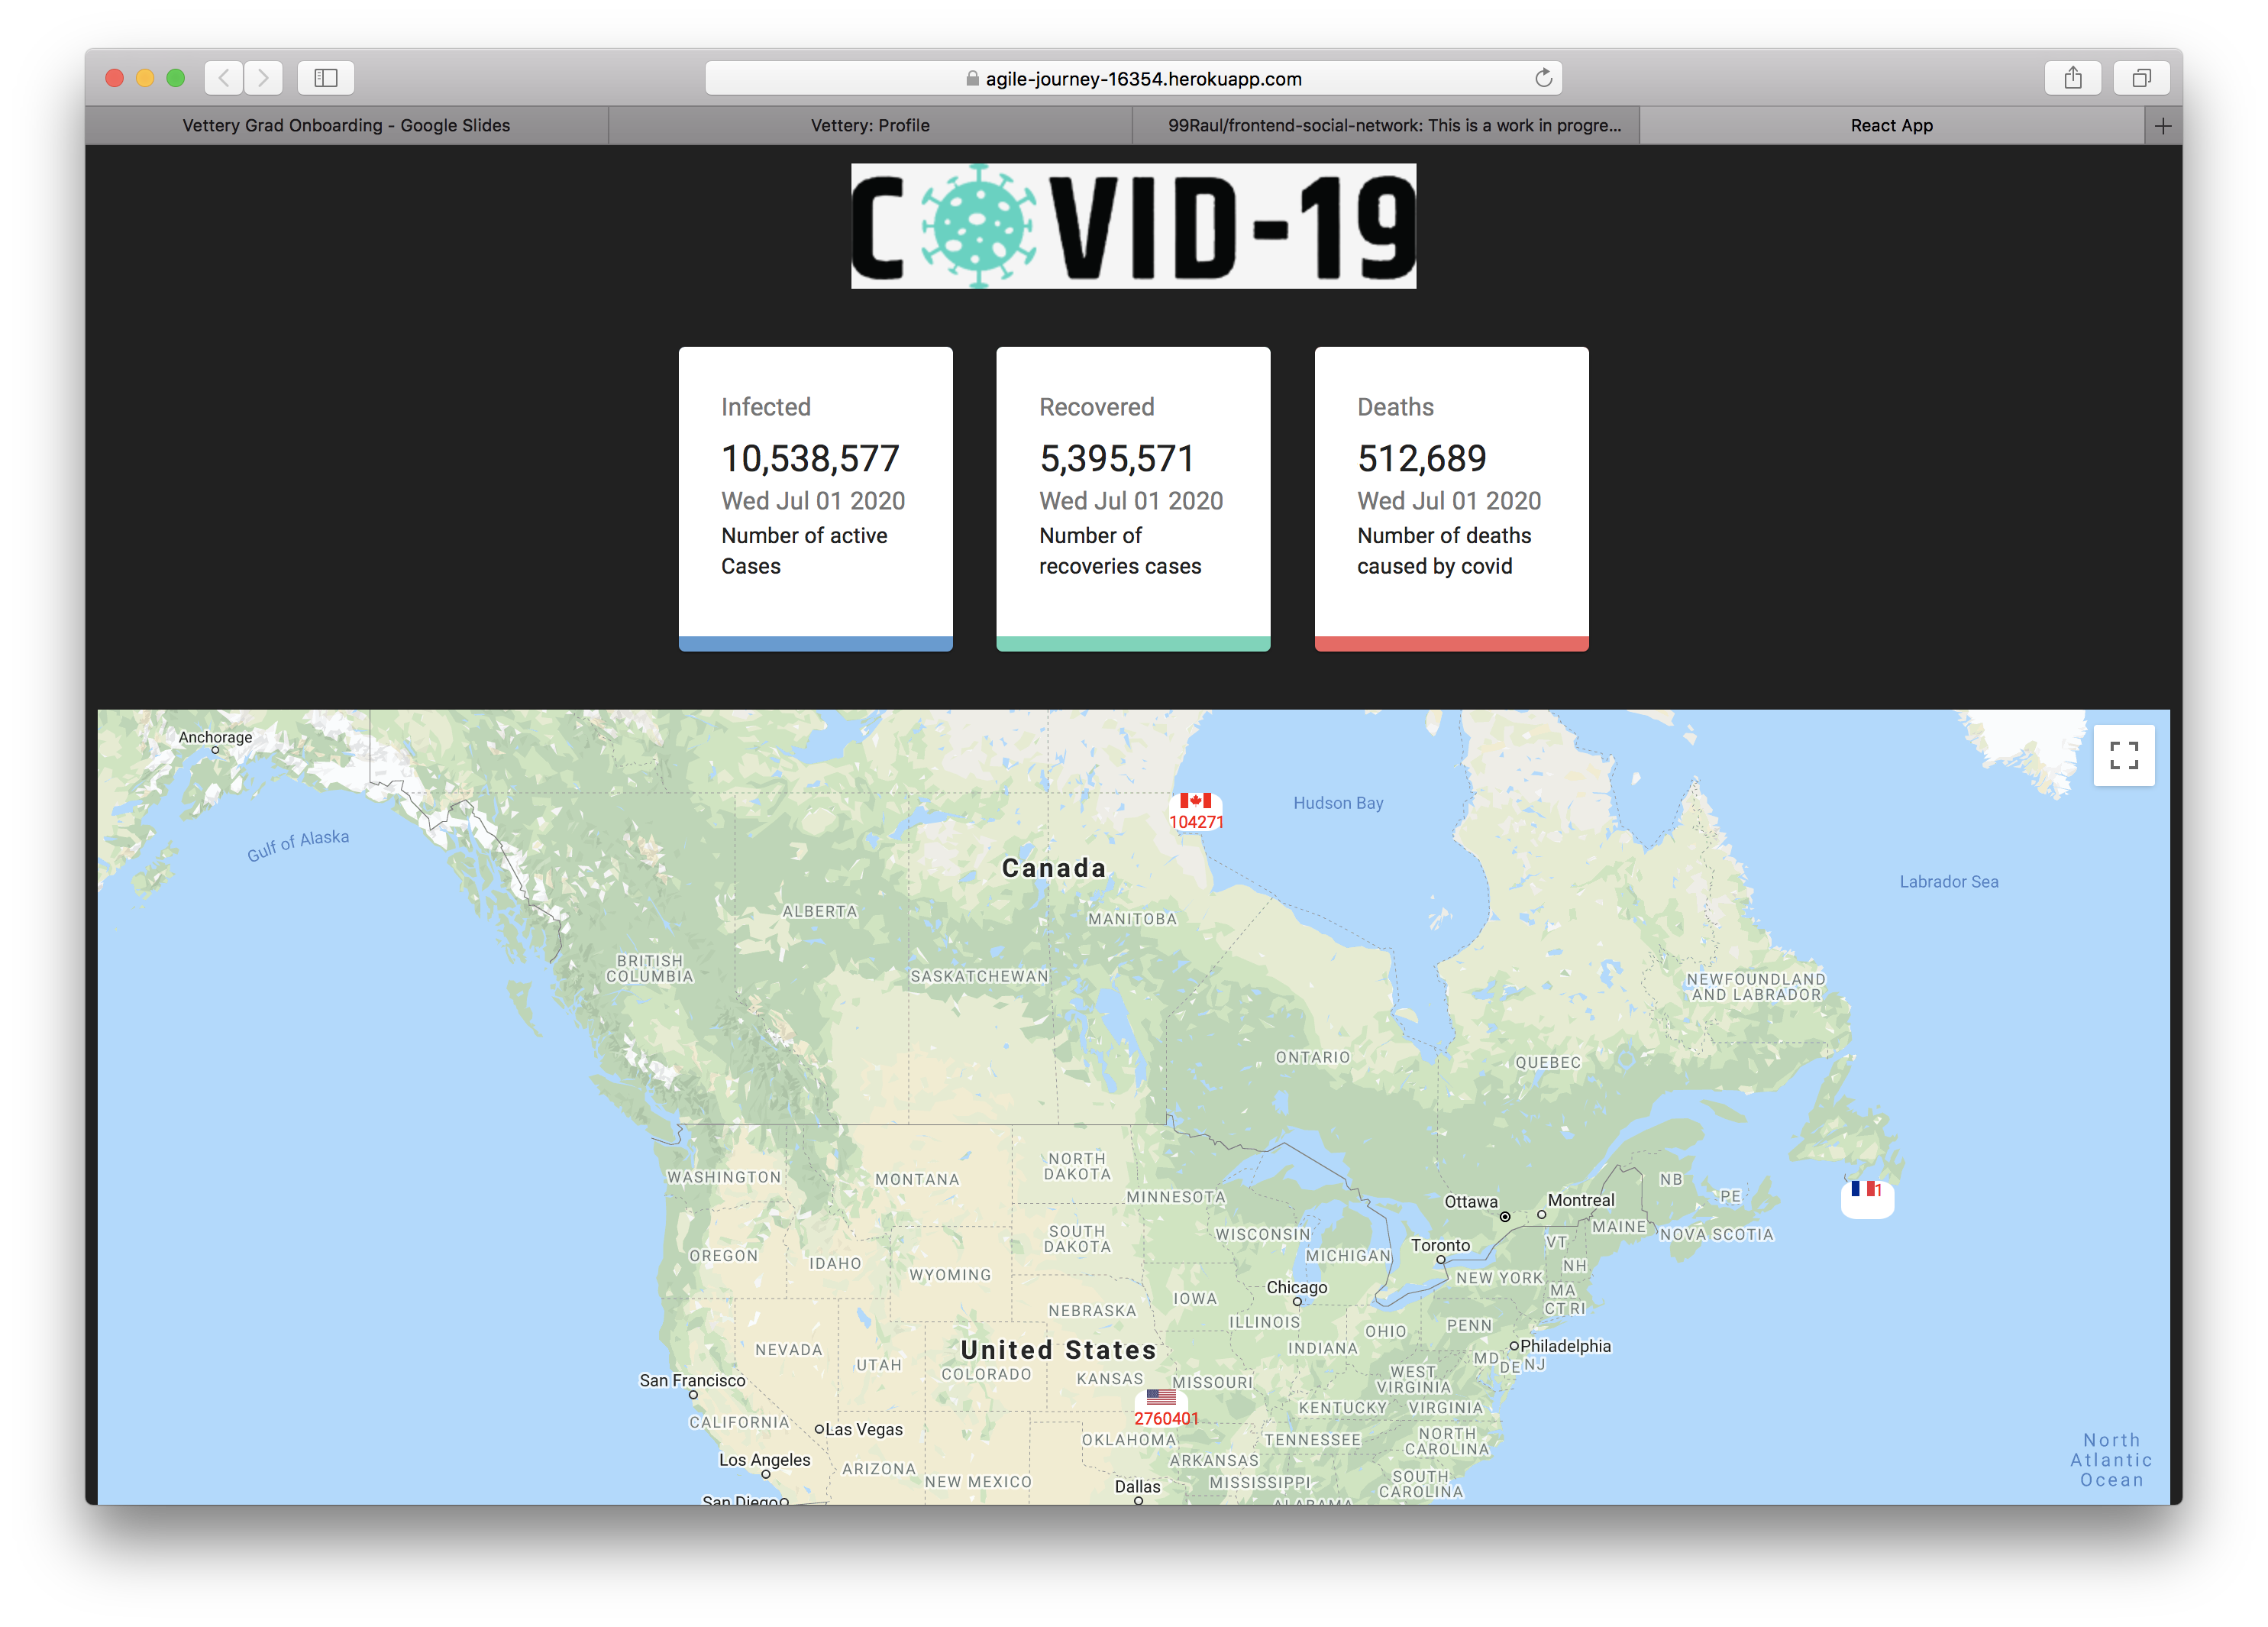 agile-journey-16354.herokuapp.com
Vettery Grad Onboarding - Google Slides
Vettery: Profile
99Raul/frontend-social-network: This is a work in progre...
React App
COVID-19
Infected
10,538,577
Wed Jul 01 2020
Number of active
Cases
Recovered
5,395,571
Wed Jul 01 2020
Number of
recoveries cases
Deaths
512,689
Wed Jul 01 2020
Number of deaths
caused by covid
Anchorage
Gulf of Alaska
104271
Hudson Bay
Canada
Labrador Sea
ALBERTA
MANITOBA
BRITISH
COLUMBIA
SASKATCHEWAN
NEWFOUNDLAND
AND LABRADOR
ONTARIO
QUEBEC
WASHINGTON
MONTANA
NORTH
DAKOTA
MINNESOTA
Ottawa
Montreal
NB
PE
1
MAINE
NOVA SCOTIA
OREGON
IDAHO
SOUTH
DAKOTA
WISCONSIN
MICHIGAN
Toronto
VT
NH
WYOMING
NEW YORK
MA
CT RI
NEBRASKA
IOWA
Chicago
ILLINOIS
OHIO
PENN
NEVADA
UTAH
United States
COLORADO
KANSAS
MISSOURI
INDIANA
WEST
VIRGINIA
MD
DE
NJ
Philadelphia
San Francisco
CALIFORNIA
Las Vegas
2760401
KENTUCKY
VIRGINIA
OKLAHOMA
TENNESSEE
NORTH
CAROLINA
Los Angeles
ARIZONA
NEW MEXICO
ARKANSAS
MISSISSIPPI
SOUTH
CAROLINA
North
Atlantic
Ocean
San Diego
Dallas
ALABAMA